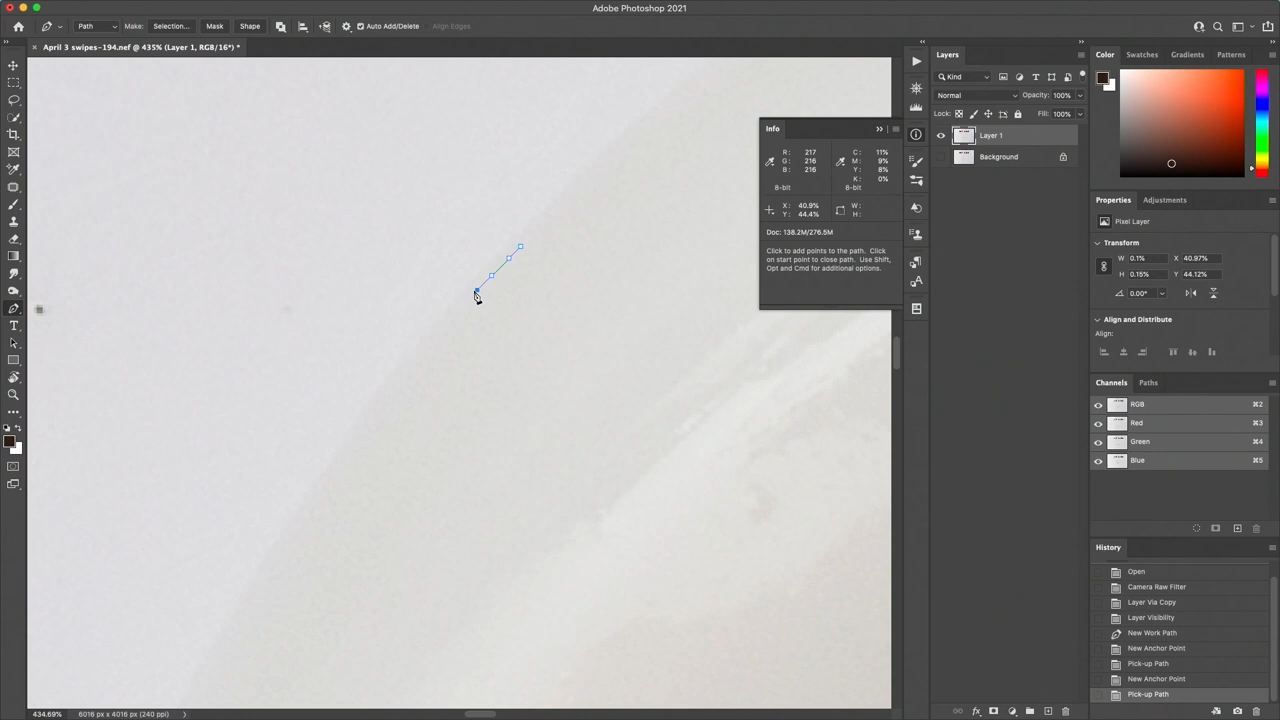 Adobe Photoshop 2021
Path
Make:
Selection...
Mask
Shape
Auto Add/Delete
Align Edges
April 3 swipes-194.nef @ 435% (Layer 1, RGB/16*) *
Info
R: 217
G: 216
B: 216
8-bit
C: 11%
M: 9%
Y: 8%
K: 0%
8-bit
X: 40.9%
Y: 44.4%
W:
H:
Doc: 138.2M/276.5M
Click to add points to the path. Click
on start point to close path. Use Shift,
Opt and Cmd for additional options.
Layers
Kind
Normal
Opacity: 100%
Lock:
Fill: 100%
Layer 1
Background
Color
Swatches
Gradients
Patterns
Properties
Adjustments
Pixel Layer
Transform
W 0.1%
X 40.97%
H 0.15%
Y 44.12%
0.00°
Align and Distribute
Align:
Channels
Paths
RGB ⌘2
Red ⌘3
Green ⌘4
Blue ⌘5
History
Open
Camera Raw Filter
Layer Via Copy
Layer Visibility
New Work Path
New Anchor Point
Pick-up Path
New Anchor Point
Pick-up Path
434.69%
6016 px x 4016 px (240 ppi)